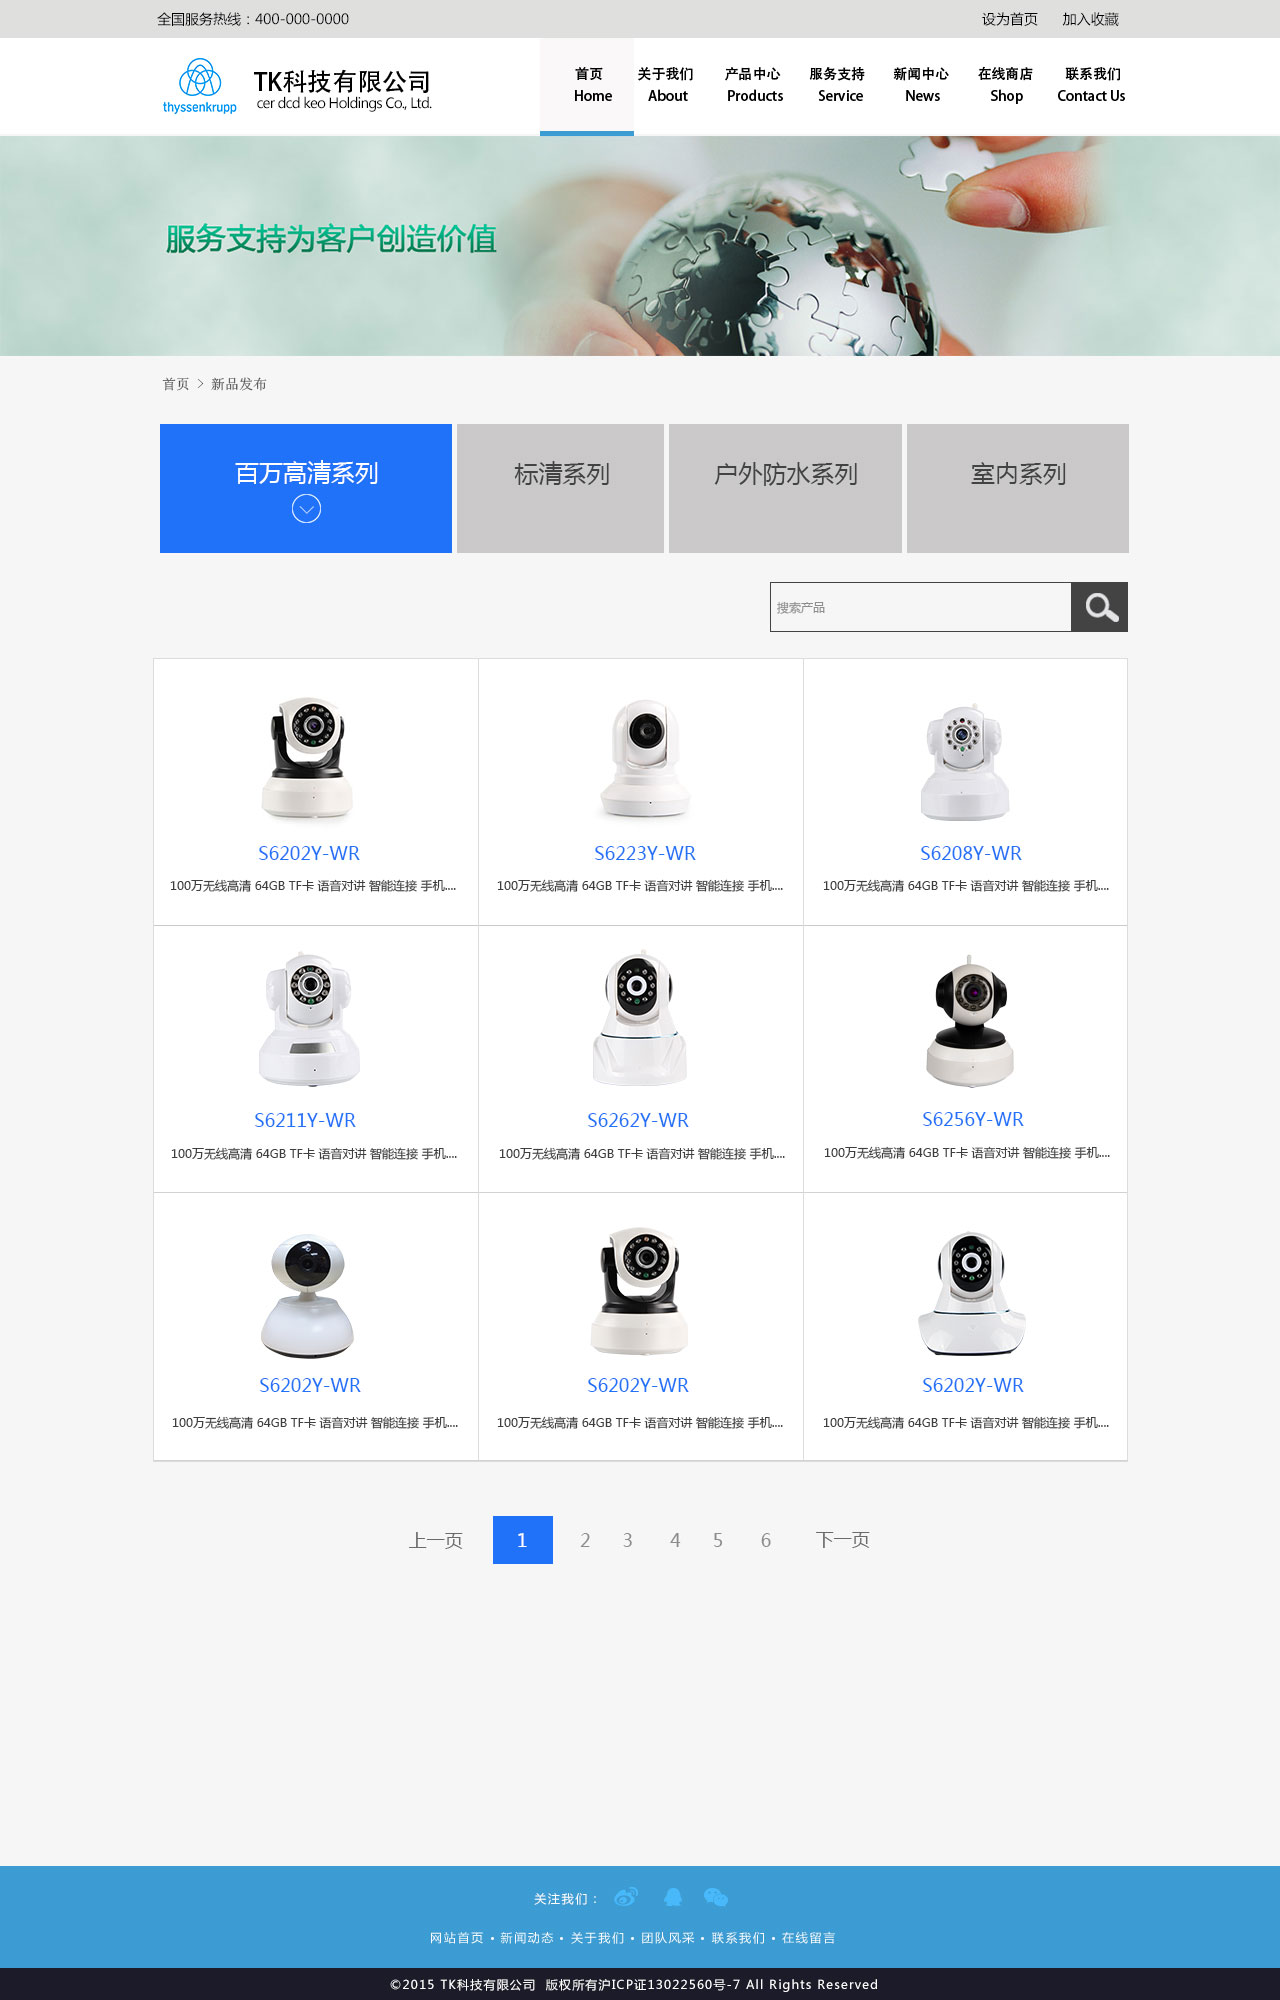 全国服务热线：400-000-0000 设为首页 加入收藏
thyssenkrupp
TK科技有限公司
cer dcd keo Holdings Co., Ltd.
首页 关于我们 产品中心 服务支持 新闻中心 在线商店 联系我们
Home About Products Service News Shop Contact Us
服务支持为客户创造价值
首页 > 新品发布
百万高清系列 标清系列 户外防水系列 室内系列
搜索产品
S6202Y-WR S6223Y-WR S6208Y-WR
100万无线高清 64GB TF卡 语音对讲 智能连接 手机.... 100万无线高清 64GB TF卡 语音对讲 智能连接 手机.... 100万无线高清 64GB TF卡 语音对讲 智能连接 手机....
S6211Y-WR S6262Y-WR S6256Y-WR
100万无线高清 64GB TF卡 语音对讲 智能连接 手机.... 100万无线高清 64GB TF卡 语音对讲 智能连接 手机.... 100万无线高清 64GB TF卡 语音对讲 智能连接 手机....
S6202Y-WR S6202Y-WR S6202Y-WR
100万无线高清 64GB TF卡 语音对讲 智能连接 手机.... 100万无线高清 64GB TF卡 语音对讲 智能连接 手机.... 100万无线高清 64GB TF卡 语音对讲 智能连接 手机....
上一页 1 2 3 4 5 6 下一页
关注我们：
网站首页 • 新闻动态 • 关于我们 • 团队风采 • 联系我们 • 在线留言
©2015 TK科技有限公司 版权所有沪ICP证13022560号-7 All Rights Reserved